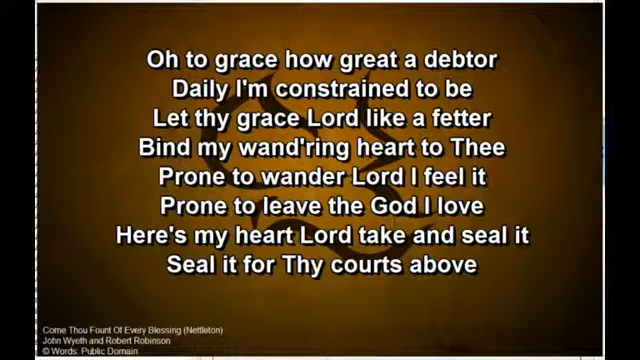 Oh to grace how great a debtor
Daily I'm constrained to be
Let thy grace Lord like a fetter
Bind my wand'ring heart to Thee
Prone to wander Lord I feel it
Prone to leave the God I love
Here's my heart Lord take and seal it
Seal it for Thy courts above
Come Thou Fount Of Every Blessing (Nettleton)
John Wyeth and Robert Robinson
© Words: Public Domain